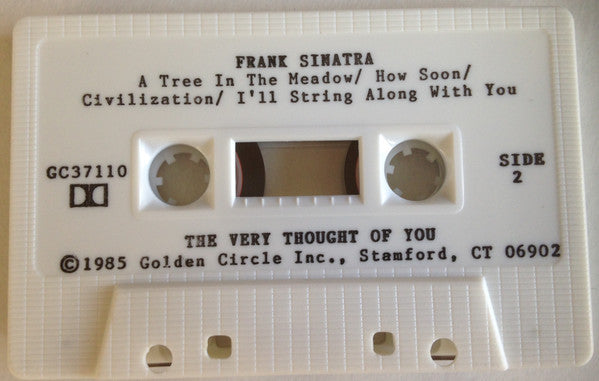 FRANK SINATRA
A Tree In The Meadow/ How Soon/
Civilization/ I'll String Along With You
GC37110
SIDE
2
THE VERY THOUGHT OF YOU
©1985 Golden Circle Inc., Stamford, CT 06902